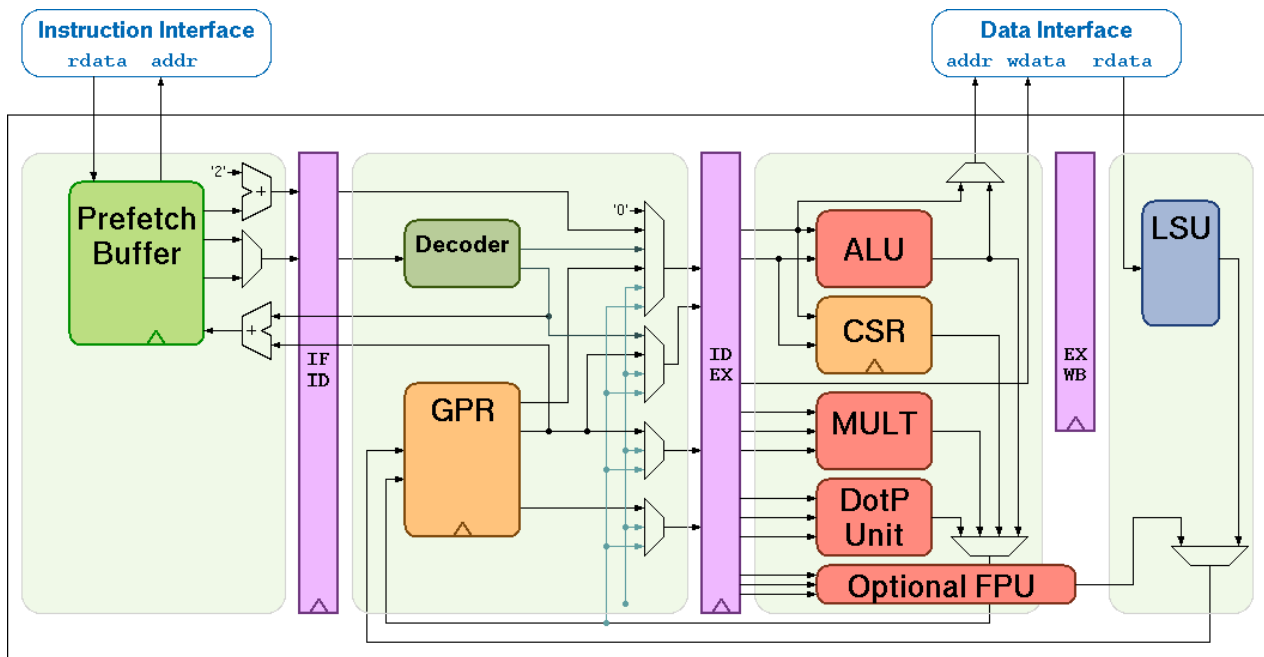 Instruction Interface
rdata addr
Data Interface
addr wdata rdata
'2'
+
Prefetch
Buffer
+
IF
ID
Decoder
GPR
'0'
ID
EX
ALU
CSR
MULT
DotP
Unit
Optional FPU
EX
WB
LSU